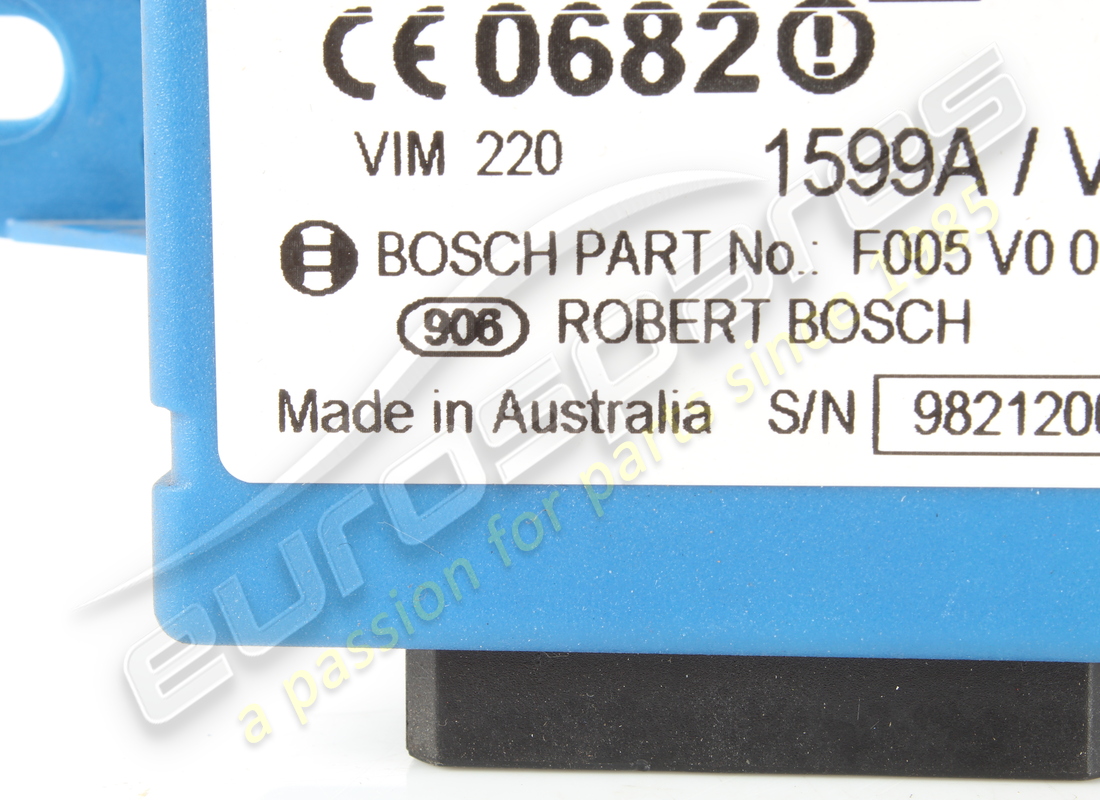 CE 0682
VIM 220
1599A / V
BOSCH PART No.: F005 V0 0
906 ROBERT BOSCH
Made in Australia S/N 9821200
eurospares
a passion for parts since 1985